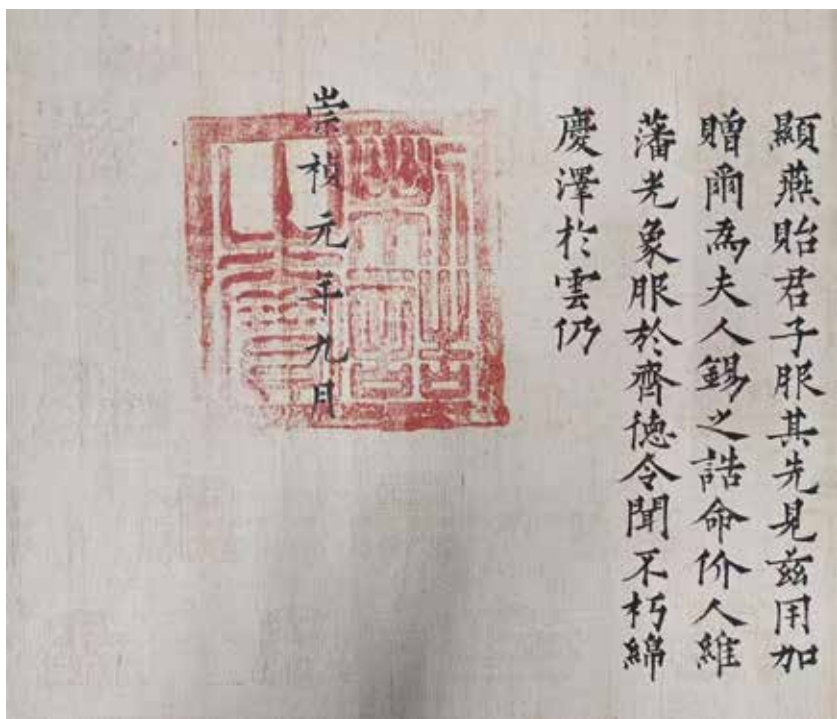 顯燕貽君子服其先見兹用加
贈爾為夫人錫之誥命价人維
藩光象服於齊德令聞不朽綿
慶澤於雲仍
崇禎元年九月